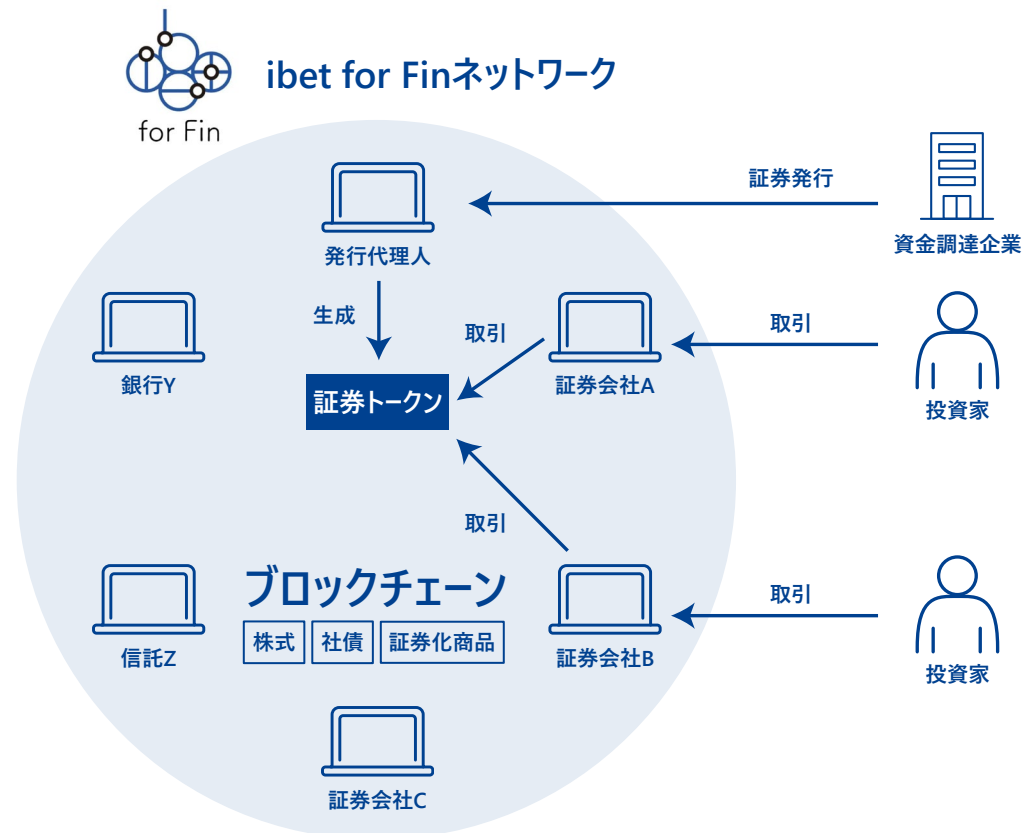 ibet for Finネットワーク
for Fin
証券発行
資金調達企業
発行代理人
生成
取引
取引
銀行Y
証券トークン
証券会社A
投資家
取引
ブロックチェーン
取引
株式
社債
証券化商品
信託Z
証券会社B
投資家
証券会社C